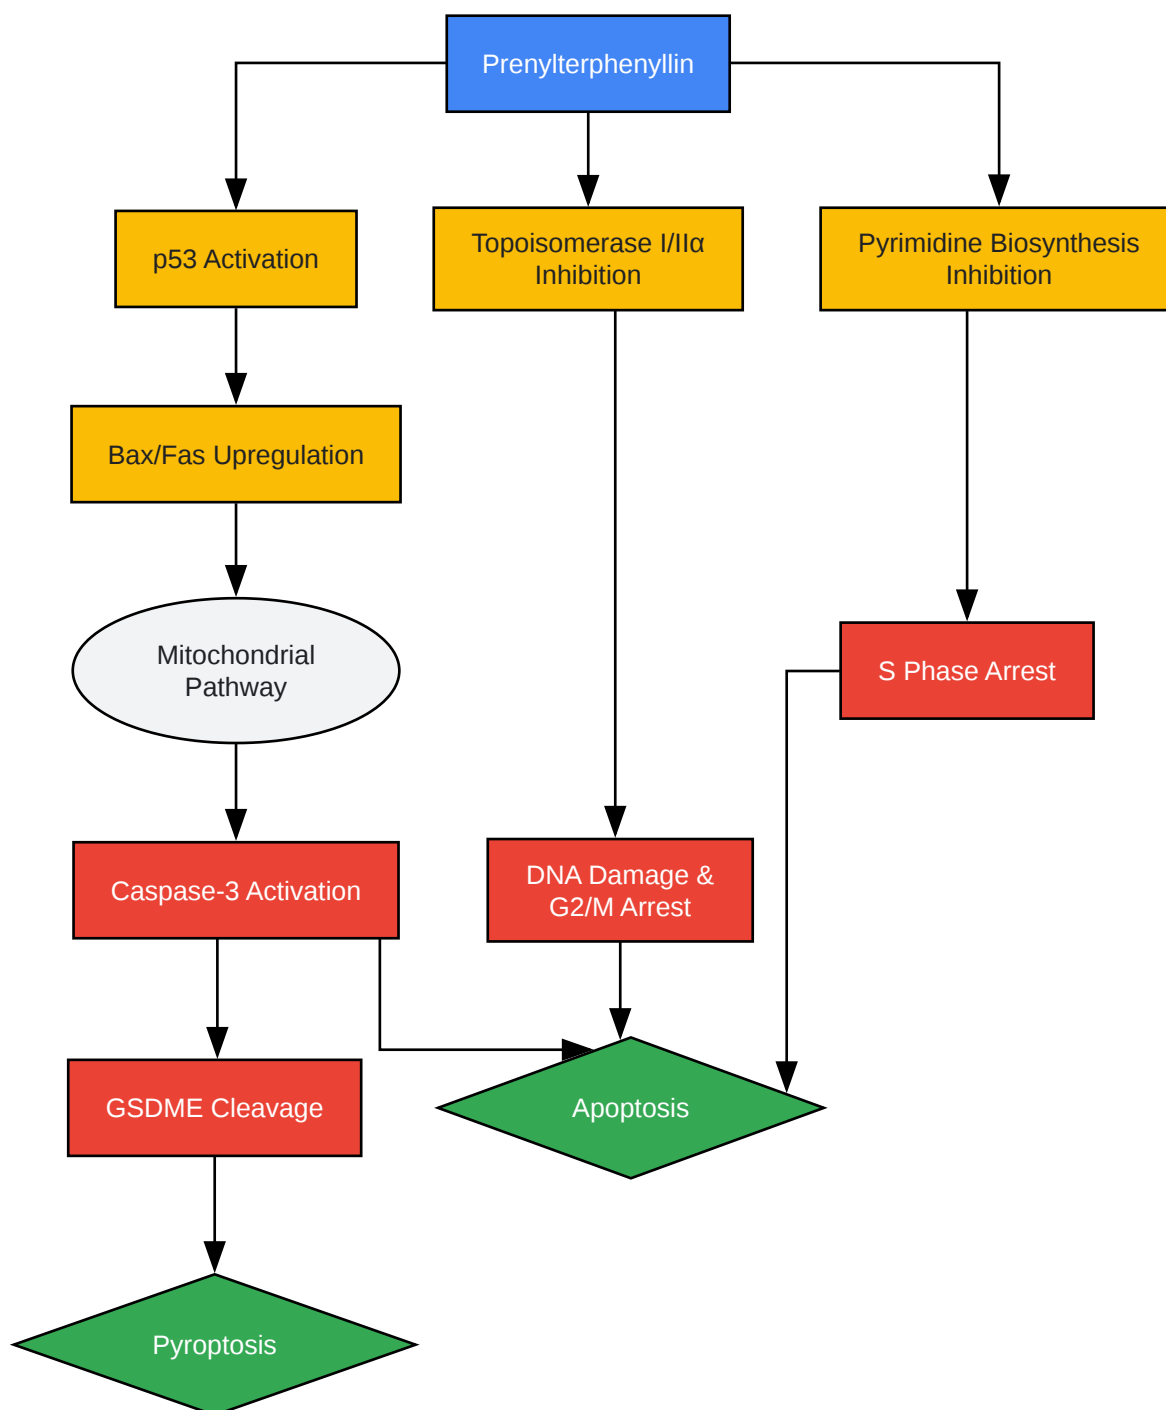 Prenylterphenyllin
p53 Activation
Topoisomerase I/IIα
Inhibition
Pyrimidine Biosynthesis
Inhibition
Bax/Fas Upregulation
Mitochondrial
Pathway
S Phase Arrest
Caspase-3 Activation
DNA Damage &
G2/M Arrest
GSDME Cleavage
Apoptosis
Pyroptosis